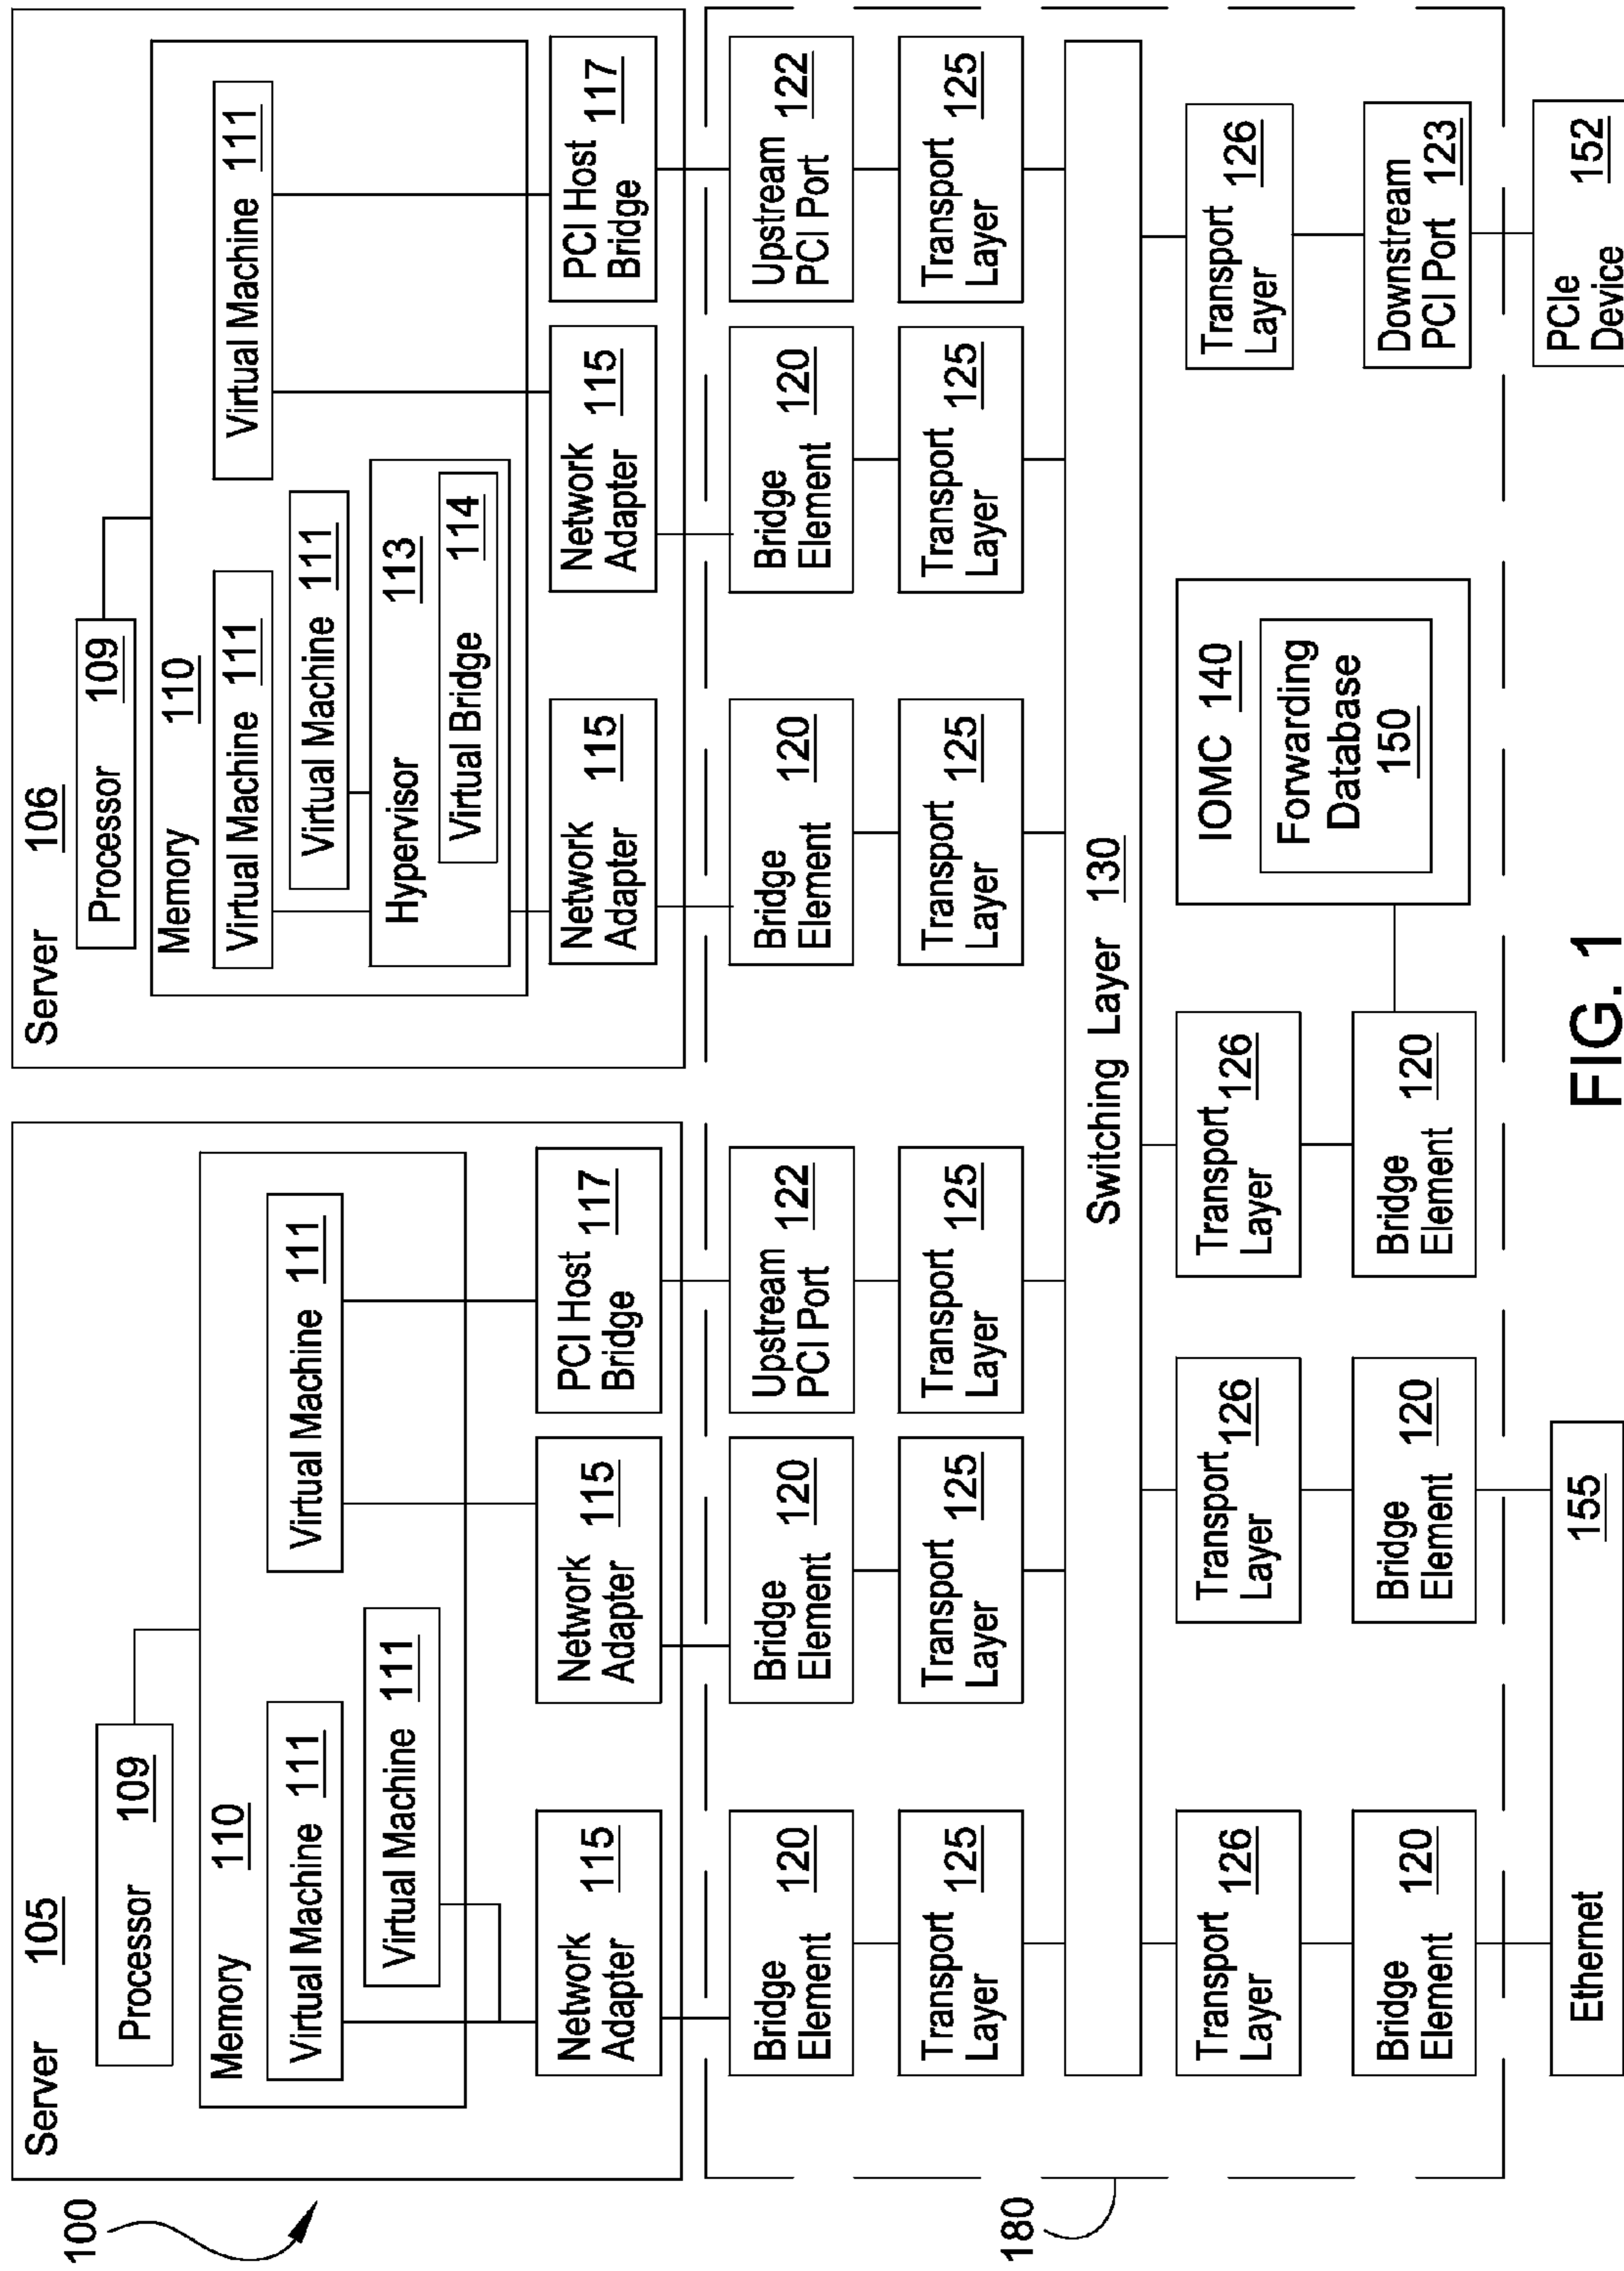 100
Server 105
Processor 109
Memory 110
Virtual Machine 111
Virtual Machine 111
Virtual Machine 111
Network
Adapter 115
Network
Adapter 115
PCI Host
Bridge 117
Server 106
Processor 109
Memory 110
Virtual Machine 111
Virtual Machine 111
Virtual Machine 111
Hypervisor 113
Virtual Bridge 114
Network
Adapter 115
Network
Adapter 115
PCI Host
Bridge 117
180
Bridge
Element 120
Bridge
Element 120
Upstream
PCI Port 122
Bridge
Element 120
Bridge
Element 120
Upstream
PCI Port 122
Transport
Layer 125
Transport
Layer 125
Transport
Layer 125
Transport
Layer 125
Transport
Layer 125
Transport
Layer 125
Switching Layer 130
Transport
Layer 126
Transport
Layer 126
Transport
Layer 126
IOMC 140
Forwarding
Database
150
Transport
Layer 126
Bridge
Element 120
Bridge
Element 120
Bridge
Element 120
Downstream
PCI Port 123
Ethernet 155
PCIe
Device 152
FIG. 1